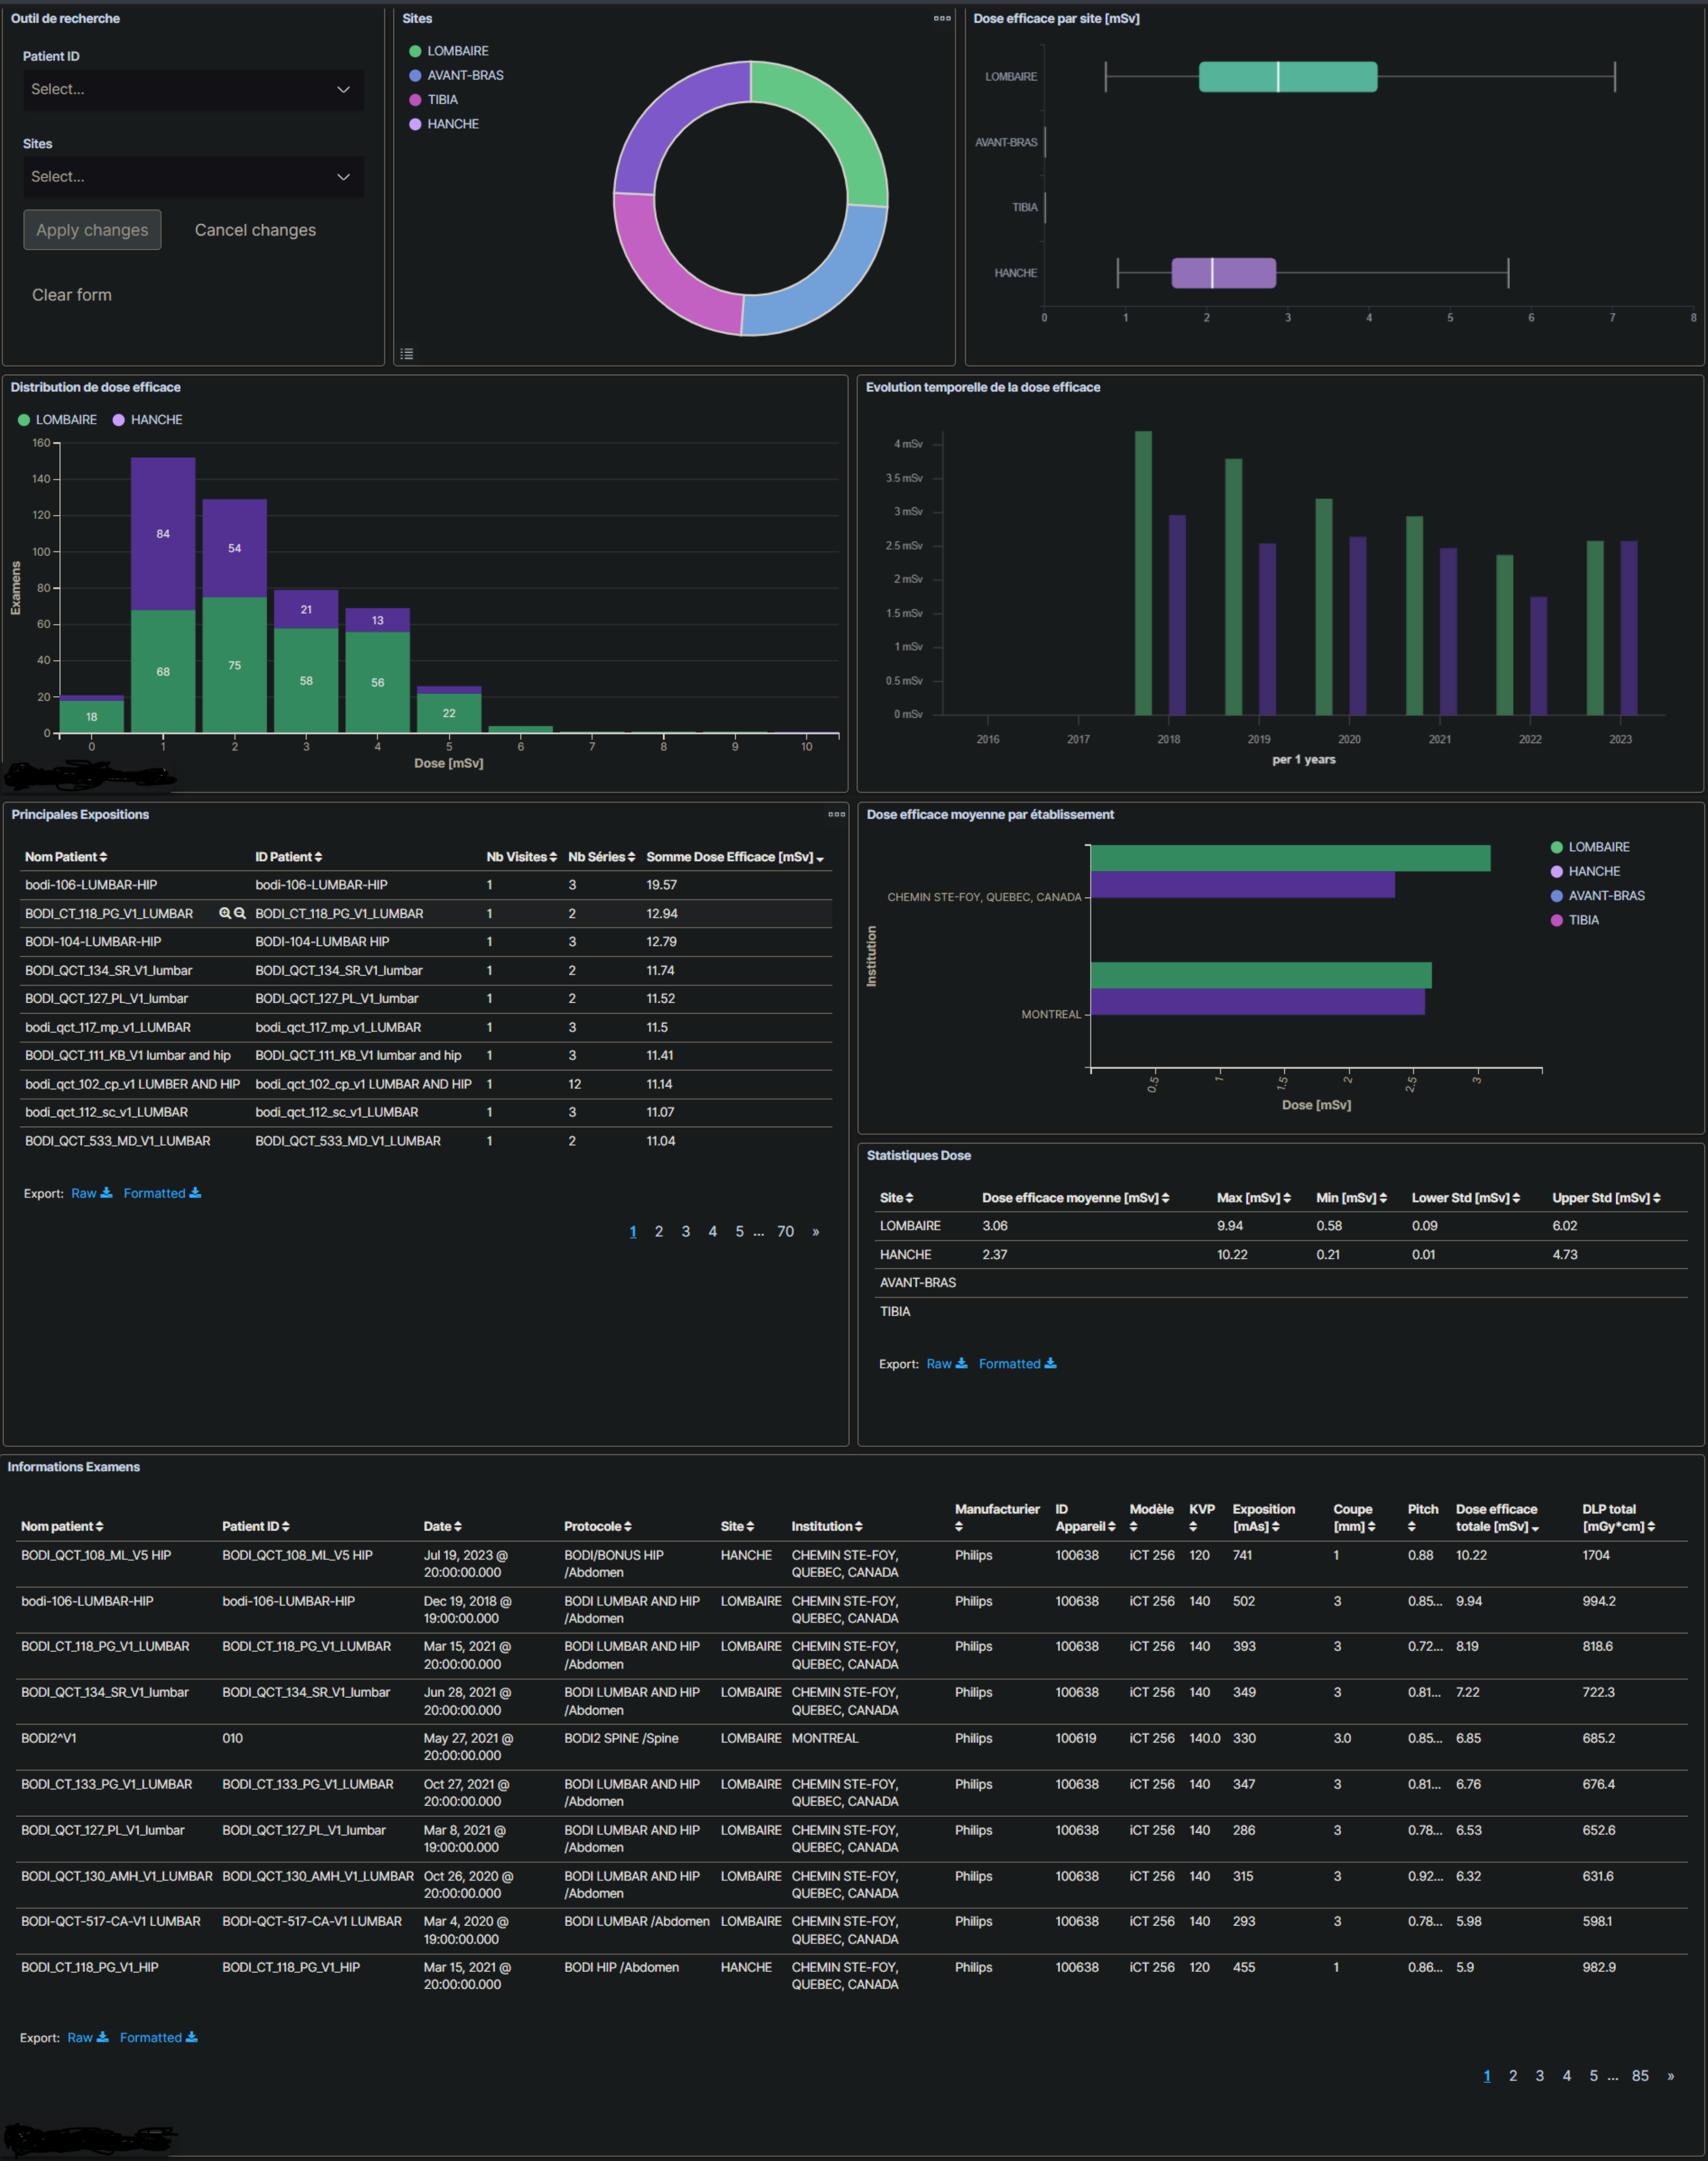 Outil de recherche
Patient ID
Select...
Sites
Select...
Apply changes Cancel changes
Clear form
Sites
LOMBAIRE
AVANT-BRAS
TIBIA
HANCHE
Dose efficace par site [mSv]
LOMBAIRE
AVANT-BRAS
TIBIA
HANCHE
0 1 2 3 4 5 6 7 8
Distribution de dose efficace
LOMBAIRE HANCHE
Examens
160
140
120
100
80
60
40
20
0
84
54
21
13
68
75
58
56
22
18
0 1 2 3 4 5 6 7 8 9 10
Dose [mSv]
Evolution temporelle de la dose efficace
4 mSv
3.5 mSv
3 mSv
2.5 mSv
2 mSv
1.5 mSv
1 mSv
0.5 mSv
0 mSv
2016 2017 2018 2019 2020 2021 2022 2023
per 1 years
Principales Expositions
Nom Patient ID Patient Nb Visites Nb Séries Somme Dose Efficace [mSv]
bodi-106-LUMBAR-HIP bodi-106-LUMBAR-HIP 1 3 19.57
BODI_CT_118_PG_V1_LUMBAR BODI_CT_118_PG_V1_LUMBAR 1 2 12.94
BODI-104-LUMBAR-HIP BODI-104-LUMBAR HIP 1 3 12.79
BODI_QCT_134_SR_V1_lumbar BODI_QCT_134_SR_V1_lumbar 1 2 11.74
BODI_QCT_127_PL_V1_lumbar BODI_QCT_127_PL_V1_lumbar 1 2 11.52
bodi_qct_117_mp_v1_LUMBAR bodi_qct_117_mp_v1_LUMBAR 1 3 11.5
BODI_QCT_111_KB_V1 lumbar and hip BODI_QCT_111_KB_V1 lumbar and hip 1 3 11.41
bodi_qct_102_cp_v1 LUMBER AND HIP bodi_qct_102_cp_v1 LUMBAR AND HIP 1 12 11.14
bodi_qct_112_sc_v1_LUMBAR bodi_qct_112_sc_v1_LUMBAR 1 3 11.07
BODI_QCT_533_MD_V1_LUMBAR BODI_QCT_533_MD_V1_LUMBAR 1 2 11.04
Export: Raw Formatted
1 2 3 4 5 ... 70 »
Dose efficace moyenne par établissement
Institution
CHEMIN STE-FOY, QUEBEC, CANADA
MONTREAL
0.5 1 1.5 2 2.5 3
Dose [mSv]
LOMBAIRE
HANCHE
AVANT-BRAS
TIBIA
Statistiques Dose
Site Dose efficace moyenne [mSv] Max [mSv] Min [mSv] Lower Std [mSv] Upper Std [mSv]
LOMBAIRE 3.06 9.94 0.58 0.09 6.02
HANCHE 2.37 10.22 0.21 0.01 4.73
AVANT-BRAS
TIBIA
Export: Raw Formatted
Informations Examens
Manufacturier ID Modèle KVP Exposition Coupe Pitch Dose efficace DLP total
Nom patient Patient ID Date Protocole Site Institution Appareil [mAs] [mm] totale [mSv] [mGy*cm]
BODI_QCT_108_ML_V5 HIP BODI_QCT_108_ML_V5 HIP Jul 19, 2023 @ BODI/BONUS HIP HANCHE CHEMIN STE-FOY, Philips 100638 iCT 256 120 741 1 0.88 10.22 1704
20:00:00.000 /Abdomen QUEBEC, CANADA
bodi-106-LUMBAR-HIP bodi-106-LUMBAR-HIP Dec 19, 2018 @ BODI LUMBAR AND HIP LOMBAIRE CHEMIN STE-FOY, Philips 100638 iCT 256 140 502 3 0.85... 9.94 994.2
19:00:00.000 /Abdomen QUEBEC, CANADA
BODI_CT_118_PG_V1_LUMBAR BODI_CT_118_PG_V1_LUMBAR Mar 15, 2021 @ BODI LUMBAR AND HIP LOMBAIRE CHEMIN STE-FOY, Philips 100638 iCT 256 140 393 3 0.72... 8.19 818.6
20:00:00.000 /Abdomen QUEBEC, CANADA
BODI_QCT_134_SR_V1_lumbar BODI_QCT_134_SR_V1_lumbar Jun 28, 2021 @ BODI LUMBAR AND HIP LOMBAIRE CHEMIN STE-FOY, Philips 100638 iCT 256 140 349 3 0.81... 7.22 722.3
20:00:00.000 /Abdomen QUEBEC, CANADA
BODI2^V1 010 May 27, 2021 @ BODI2 SPINE /Spine LOMBAIRE MONTREAL Philips 100619 iCT 256 140.0 330 3.0 0.85... 6.85 685.2
20:00:00.000
BODI_CT_133_PG_V1_LUMBAR BODI_CT_133_PG_V1_LUMBAR Oct 27, 2021 @ BODI LUMBAR AND HIP LOMBAIRE CHEMIN STE-FOY, Philips 100638 iCT 256 140 347 3 0.81... 6.76 676.4
20:00:00.000 /Abdomen QUEBEC, CANADA
BODI_QCT_127_PL_V1_lumbar BODI_QCT_127_PL_V1_lumbar Mar 8, 2021 @ BODI LUMBAR AND HIP LOMBAIRE CHEMIN STE-FOY, Philips 100638 iCT 256 140 286 3 0.78... 6.53 652.6
19:00:00.000 /Abdomen QUEBEC, CANADA
BODI_QCT_130_AMH_V1_LUMBAR BODI_QCT_130_AMH_V1_LUMBAR Oct 26, 2020 @ BODI LUMBAR AND HIP LOMBAIRE CHEMIN STE-FOY, Philips 100638 iCT 256 140 315 3 0.92... 6.32 631.6
20:00:00.000 /Abdomen QUEBEC, CANADA
BODI-QCT-517-CA-V1 LUMBAR BODI-QCT-517-CA-V1 LUMBAR Mar 4, 2020 @ BODI LUMBAR /Abdomen LOMBAIRE CHEMIN STE-FOY, Philips 100638 iCT 256 140 293 3 0.78... 5.98 598.1
19:00:00.000 QUEBEC, CANADA
BODI_CT_118_PG_V1_HIP BODI_CT_118_PG_V1_HIP Mar 15, 2021 @ BODI HIP /Abdomen HANCHE CHEMIN STE-FOY, Philips 100638 iCT 256 120 455 1 0.86... 5.9 982.9
20:00:00.000 QUEBEC, CANADA
Export: Raw Formatted
1 2 3 4 5 ... 85 »